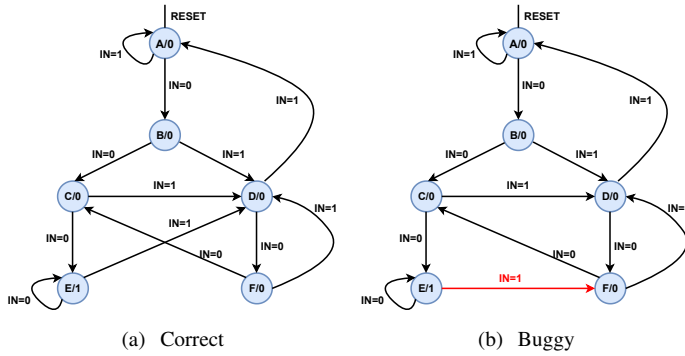 RESET
A/0
IN=1
IN=0
IN=1
B/0
IN=0
IN=1
C/0
IN=1
D/0
IN=1
IN=0
IN=0
IN=0
IN=1
IN=0
E/1
F/0
(a) Correct
RESET
A/0
IN=1
IN=0
IN=1
B/0
IN=0
IN=1
C/0
IN=1
D/0
IN=
IN=0
IN=0
IN=0
IN=1
IN=0
E/1
F/0
(b) Buggy